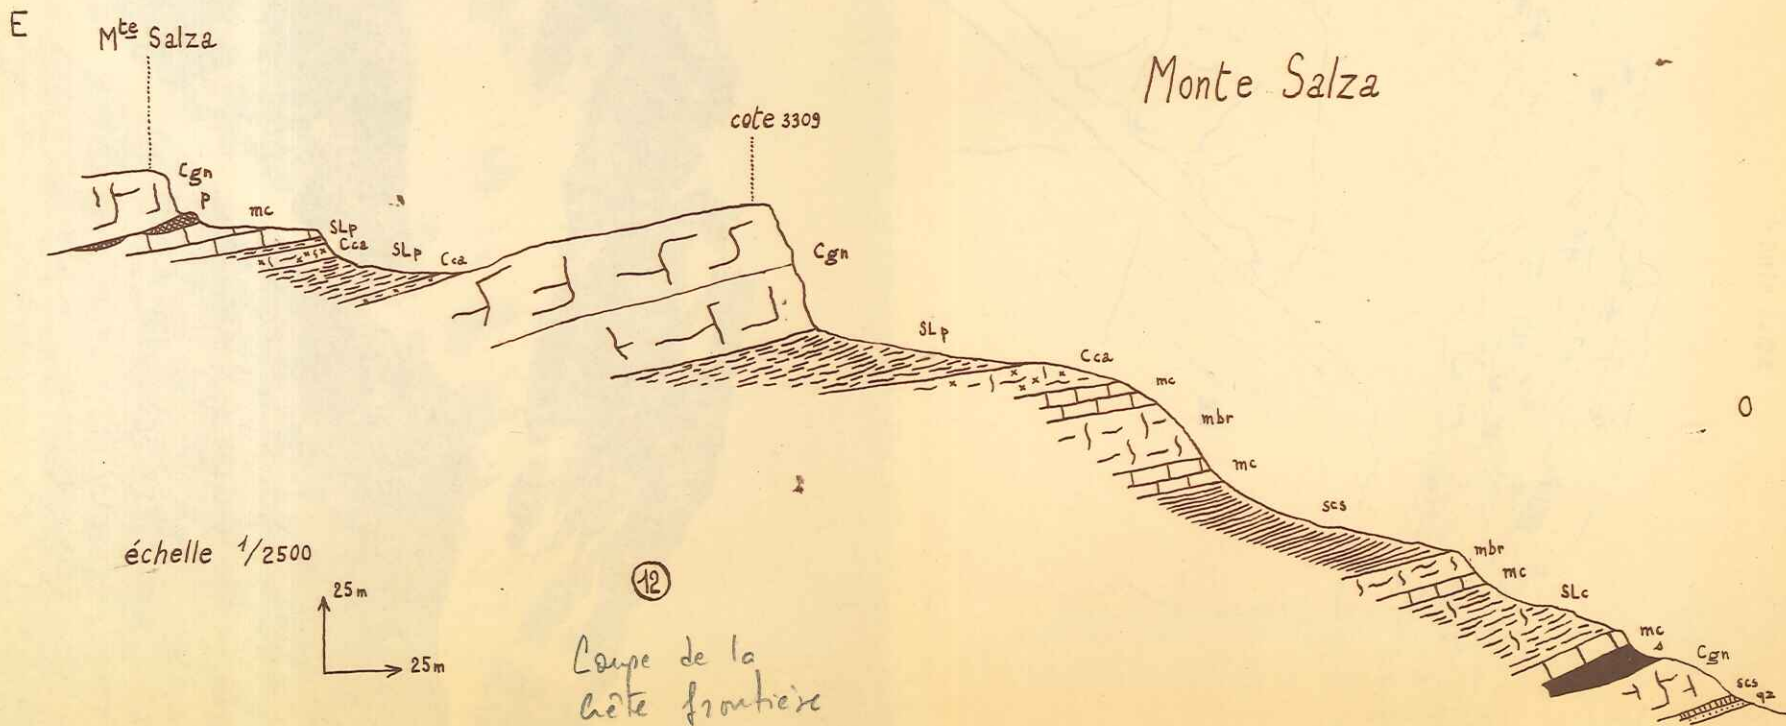 E
Mte Salza
Monte Salza
cote 3309
Cgn
p
mc
SLp
Cca
SLp
Cca
Cgn
SLp
Cca
mc
mbr
mc
O
scs
mbr
mc
SLc
mc
s
Cgn
scs
qz
échelle 1/2500
25m
25m
12
Coupe de la
Crête frontière